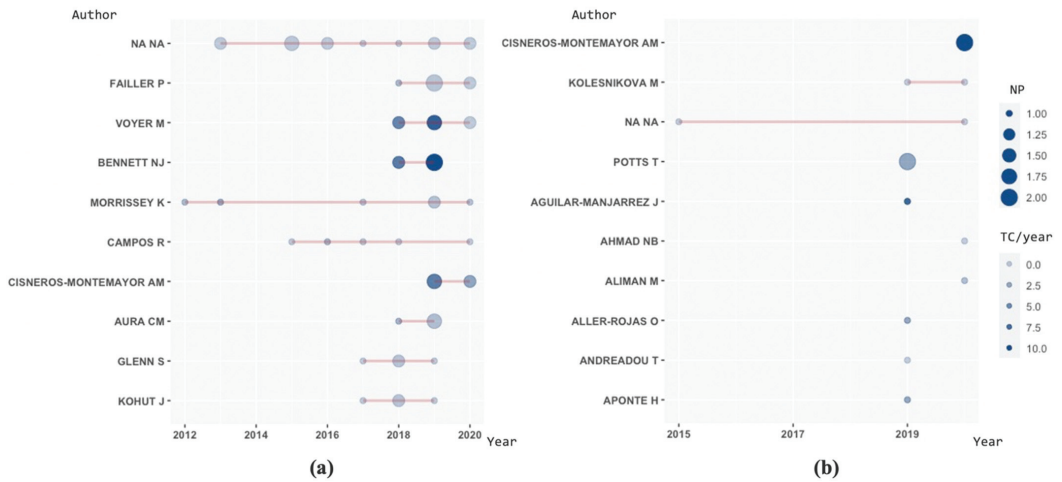 Author
NA NA
FAILLER P
VOYER M
BENNETT NJ
MORRISSEY K
CAMPOS R
CISNEROS-MONTEMAYOR AM
AURA CM
GLENN S
KOHUT J
2012 2014 2016 2018 2020
Year
(a)
Author
CISNEROS-MONTEMAYOR AM
KOLESNIKOVA M
NA NA
POTTS T
AGUILAR-MANJARREZ J
AHMAD NB
ALIMAN M
ALLER-ROJAS O
ANDREADOU T
APONTE H
2015 2017 2019
Year
(b)
NP
1.00
1.25
1.50
1.75
2.00
TC/year
0.0
2.5
5.0
7.5
10.0